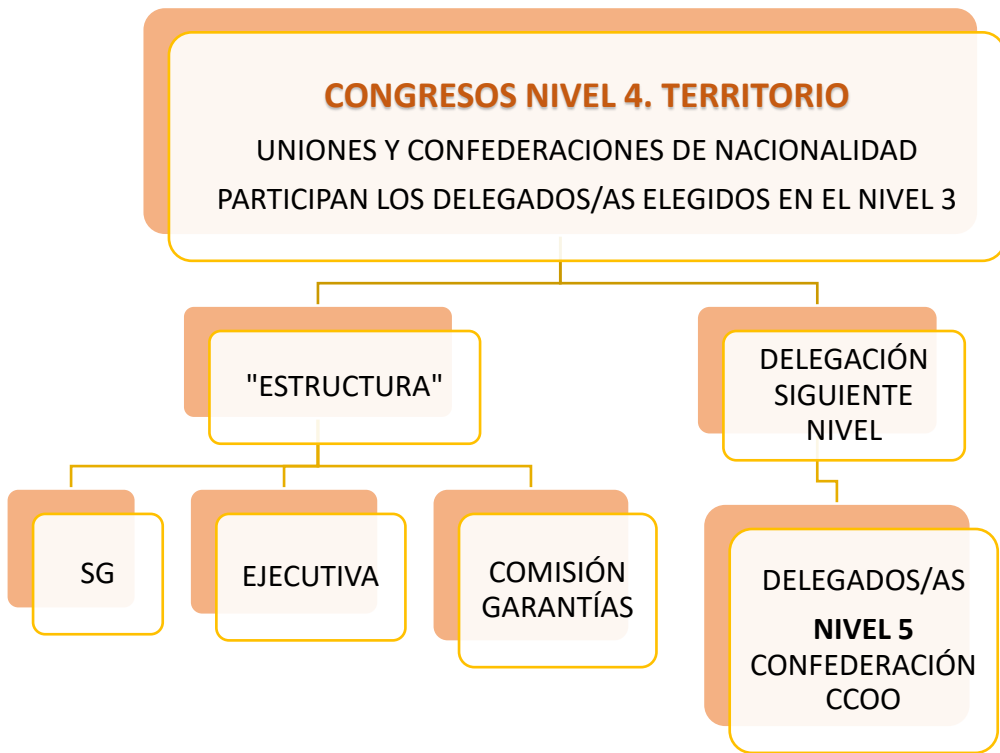 CONGRESOS NIVEL 4. TERRITORIO
UNIONES Y CONFEDERACIONES DE NACIONALIDAD
PARTICIPAN LOS DELEGADOS/AS ELEGIDOS EN EL NIVEL 3
"ESTRUCTURA"
DELEGACIÓN
SIGUIENTE
NIVEL
SG
EJECUTIVA
COMISIÓN
GARANTÍAS
DELEGADOS/AS
NIVEL 5
CONFEDERACIÓN
CCOO